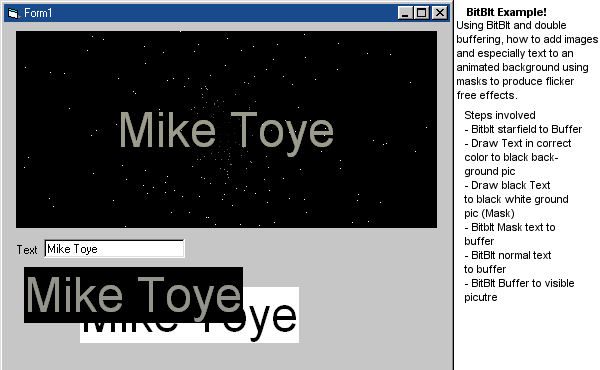 Form1
Mike Toye
Text
Mike Toye
Mike Toye
Mike Toye
BitBlt Example!
Using BitBlt and double
buffering, how to add images
and especially text to an
animated background using
masks to produce flicker
free effects.
Steps involved
- Bitblt starfield to Buffer
- Draw Text in correct
color to black back-
ground pic
- Draw black Text
to black white ground
pic (Mask)
- Bitblt Mask text to
buffer
- BitBlt normal text
to buffer
- BitBlt Buffer to visible
picutre